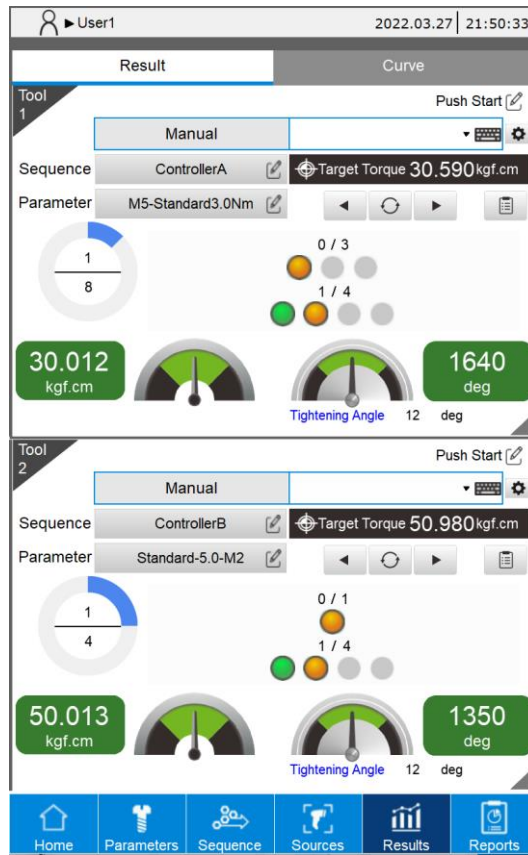 ►User1 2022.03.27 21:50:33
Result Curve
Tool
1
Push Start
Manual
Sequence ControllerA Target Torque 30.590 kgf.cm
Parameter M5-Standard3.0Nm
0 / 3
1
8
1 / 4
30.012
kgf.cm
1640
deg
Tightening Angle 12 deg
Tool
2
Push Start
Manual
Sequence ControllerB Target Torque 50.980 kgf.cm
Parameter Standard-5.0-M2
0 / 1
1
4
1 / 4
50.013
kgf.cm
1350
deg
Tightening Angle 12 deg
Home Parameters Sequence Sources Results Reports